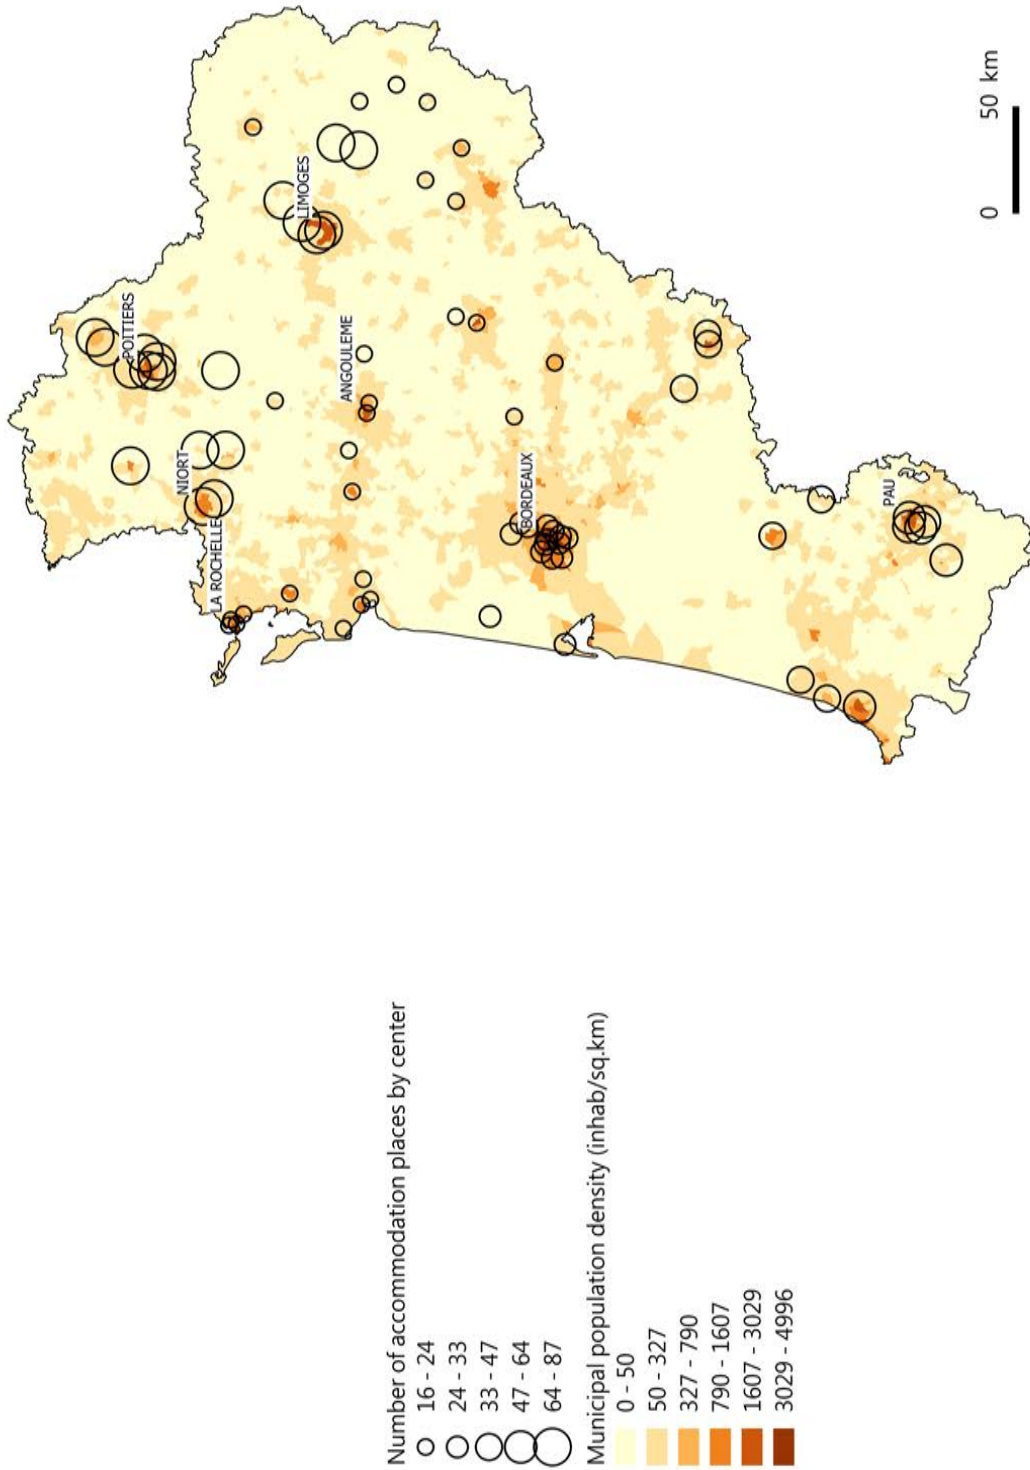 POITIERS
NIORT
LA ROCHELLE
LIMOGES
ANGOULEME
BORDEAUX
PAU
0 50 km
Number of accommodation places by center
16 - 24
24 - 33
33 - 47
47 - 64
64 - 87
Municipal population density (inhab/sq.km)
0 - 50
50 - 327
327 - 790
790 - 1607
1607 - 3029
3029 - 4996